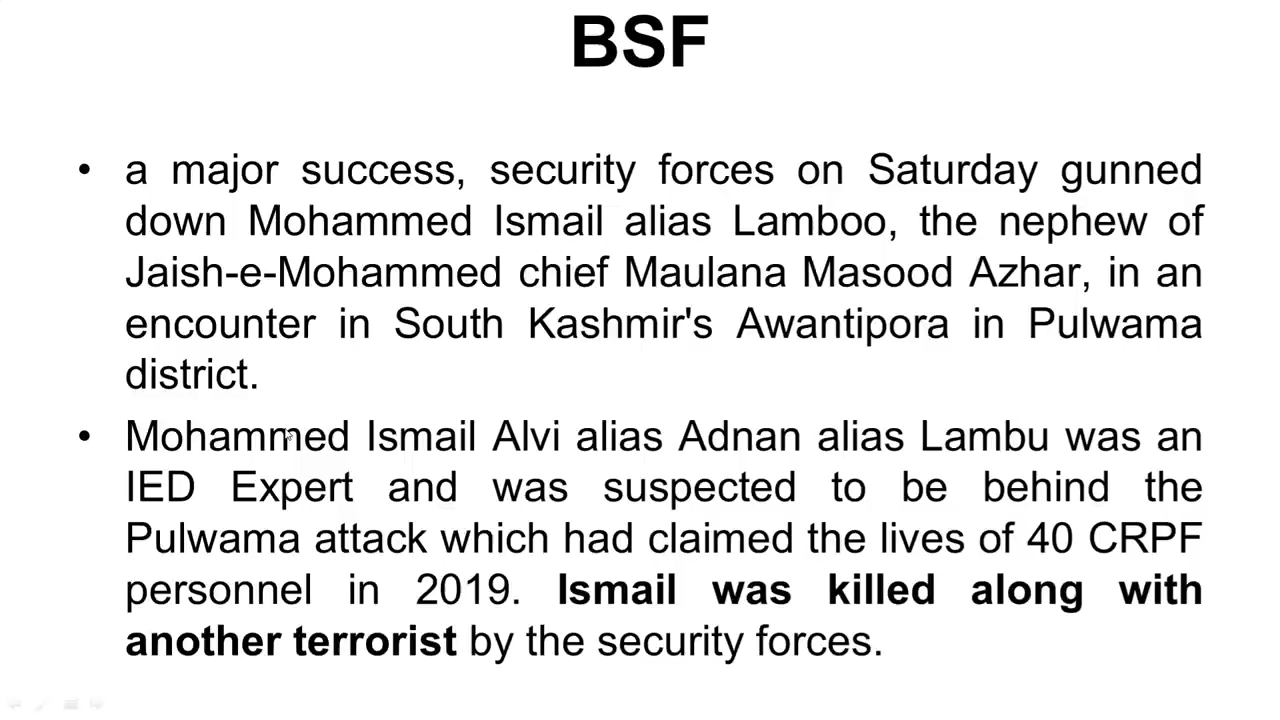 BSF
• a major success, security forces on Saturday gunned
down Mohammed Ismail alias Lamboo, the nephew of
Jaish-e-Mohammed chief Maulana Masood Azhar, in an
encounter in South Kashmir's Awantipora in Pulwama
district.
• Mohammed Ismail Alvi alias Adnan alias Lambu was an
IED Expert and was suspected to be behind the
Pulwama attack which had claimed the lives of 40 CRPF
personnel in 2019. Ismail was killed along with
another terrorist by the security forces.